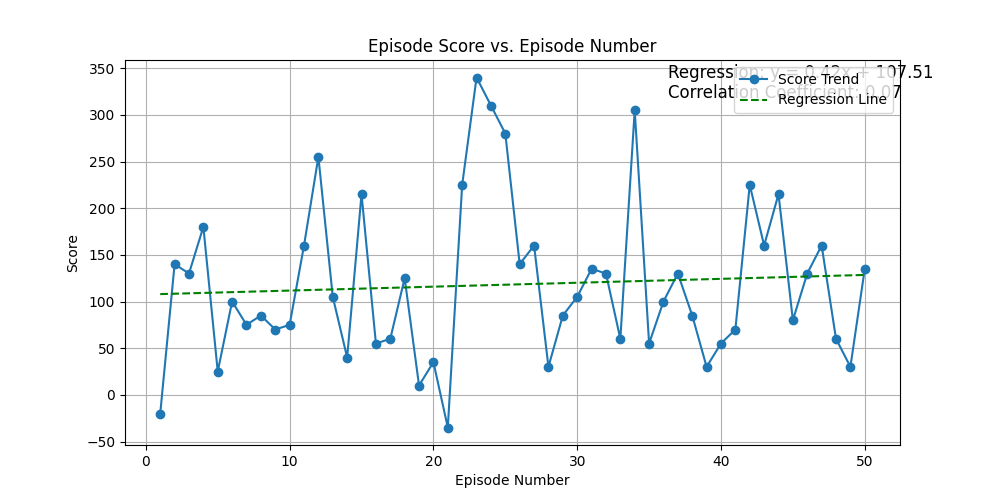 Episode Score vs. Episode Number
Regression: y = 0.42x + 107.51
Correlation Coefficient: 0.07
Score Trend
Regression Line
350
300
250
200
150
100
50
0
−50
Score
0 10 20 30 40 50
Episode Number